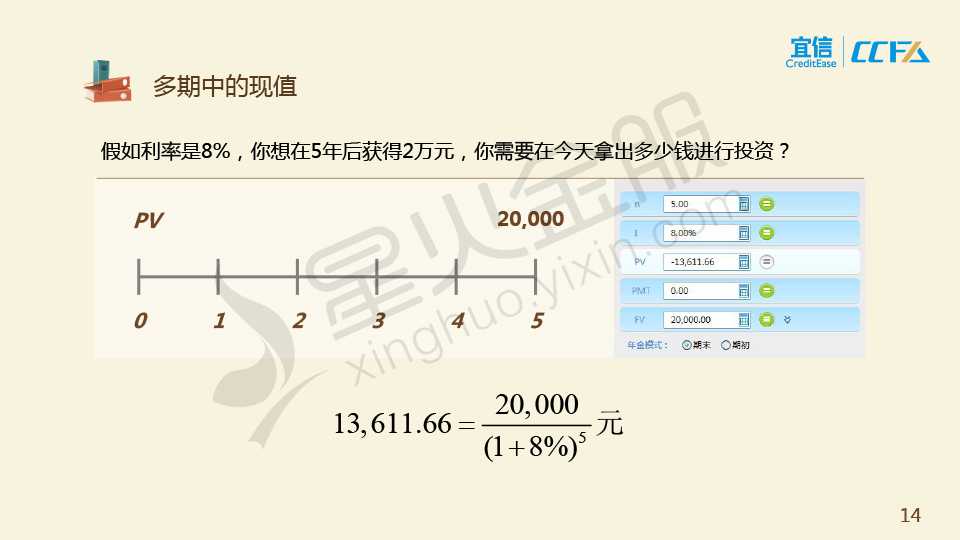 宜信
CreditEase
CCFA
多期中的现值
假如利率是8%，你想在5年后获得2万元，你需要在今天拿出多少钱进行投资？
PV 20,000
0 1 2 3 4 5
n 5.00
I 8.00%
PV -13,611.66
PMT 0.00
FV 20,000.00
年金模式： 期末 期初
13,611.66 = 20,000 / (1+8%)^5 元
星火金服
xinghuo.yixin.com
14